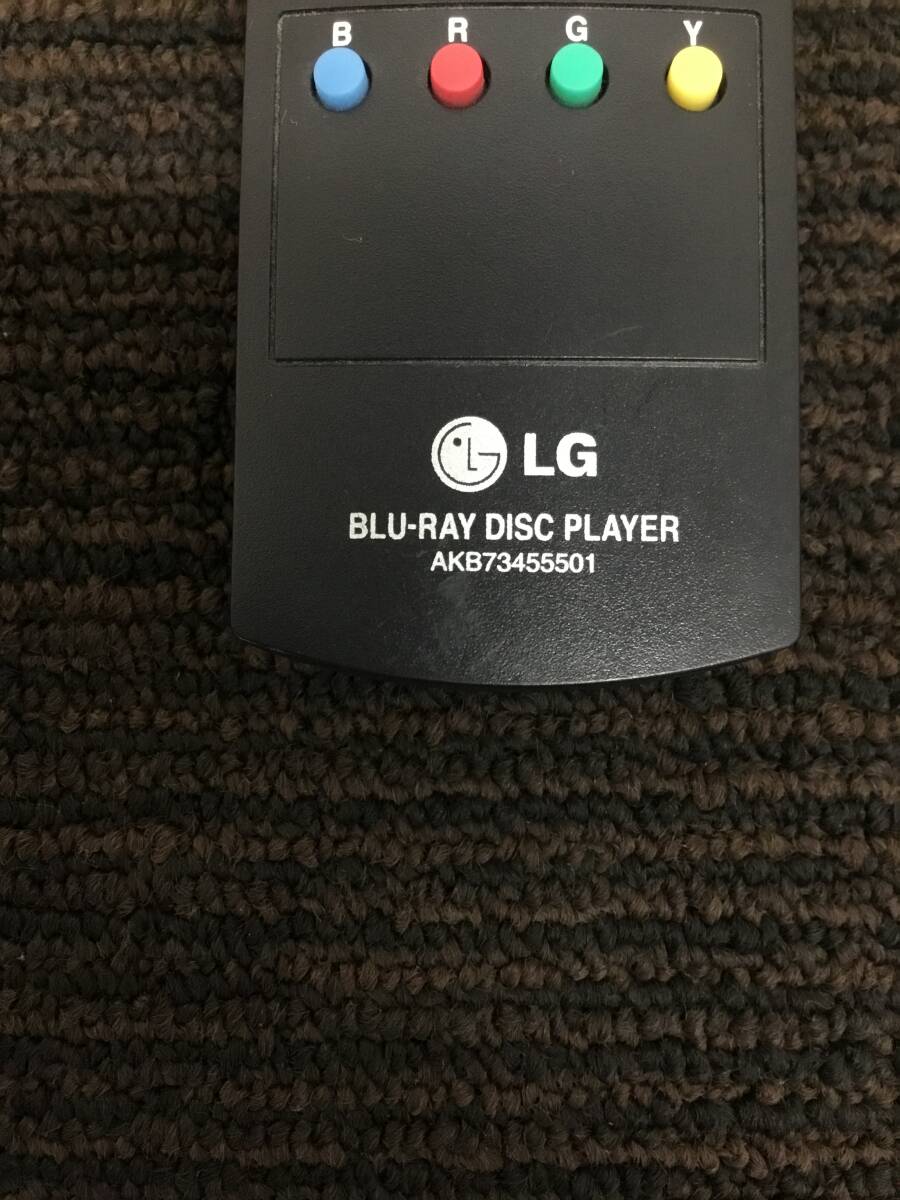 B R G Y
LG
BLU-RAY DISC PLAYER
AKB73455501